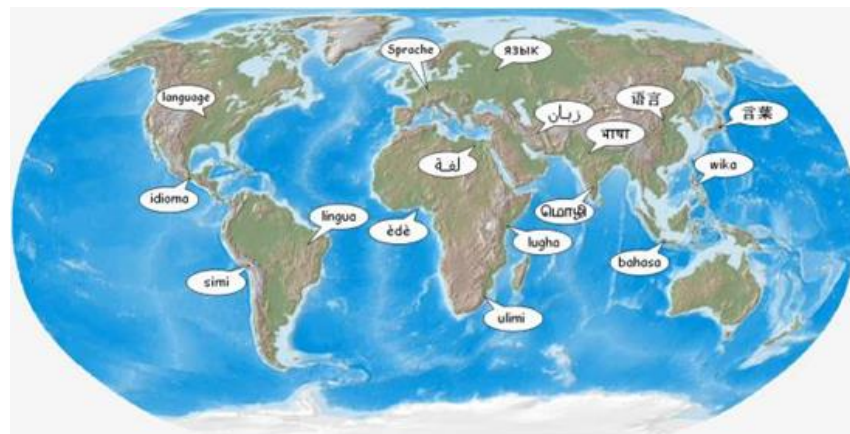 Sprache
язык
language
语言
زبان
言葉
भाषा
لغة
wika
idioma
மொழி
lingua
èdè
lugha
bahasa
simi
ulimi